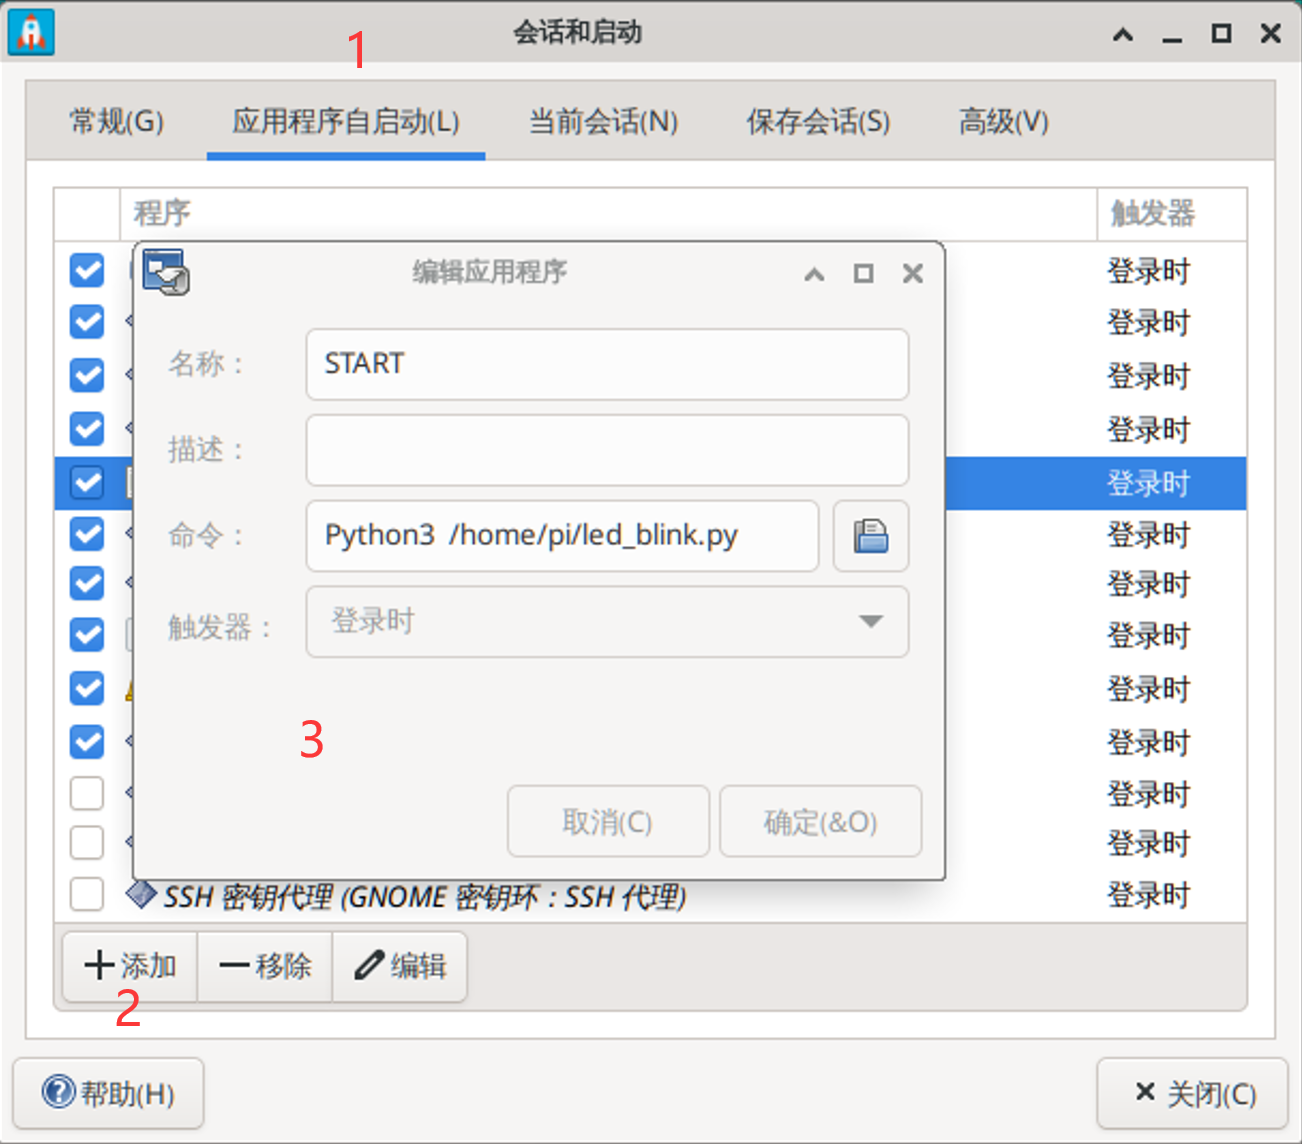 会话和启动
1
常规(G)
应用程序自启动(L)
当前会话(N)
保存会话(S)
高级(V)
程序
触发器
登录时
登录时
登录时
登录时
登录时
登录时
登录时
登录时
登录时
登录时
登录时
登录时
登录时
编辑应用程序
名称：
START
描述：
命令：
Python3 /home/pi/led_blink.py
触发器：
登录时
3
取消(C)
确定(&O)
SSH 密钥代理 (GNOME 密钥环：SSH 代理)
添加
移除
编辑
2
帮助(H)
关闭(C)